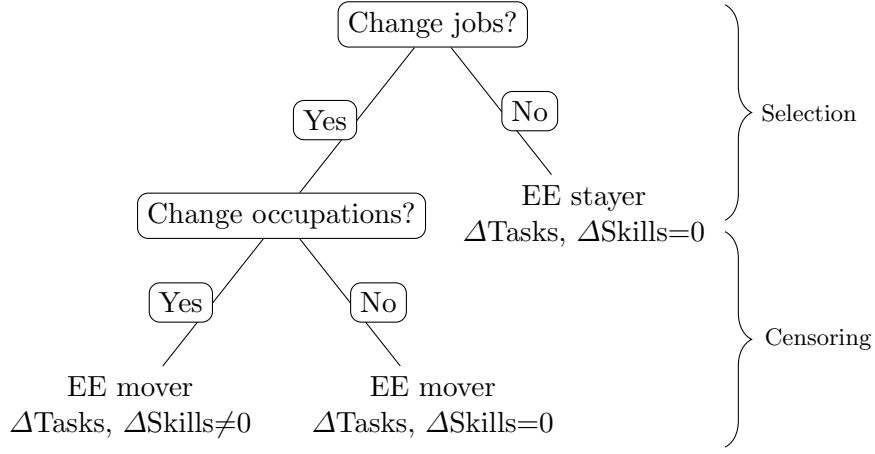 Change jobs?
Yes
No
Selection
EE stayer
ΔTasks, ΔSkills=0
Change occupations?
Yes
No
Censoring
EE mover
ΔTasks, ΔSkills≠0
EE mover
ΔTasks, ΔSkills=0